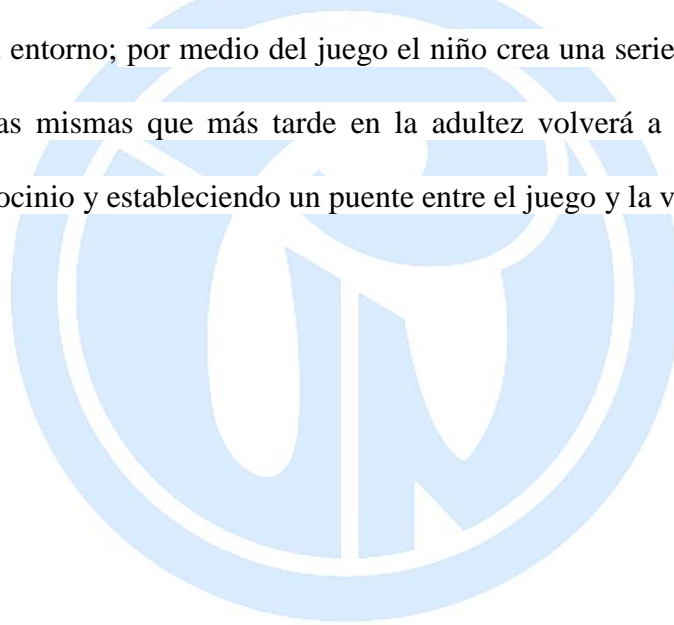 entorno; por medio del juego el niño crea una serie
as mismas que más tarde en la adultez volverá a
ocinio y estableciendo un puente entre el juego y la v